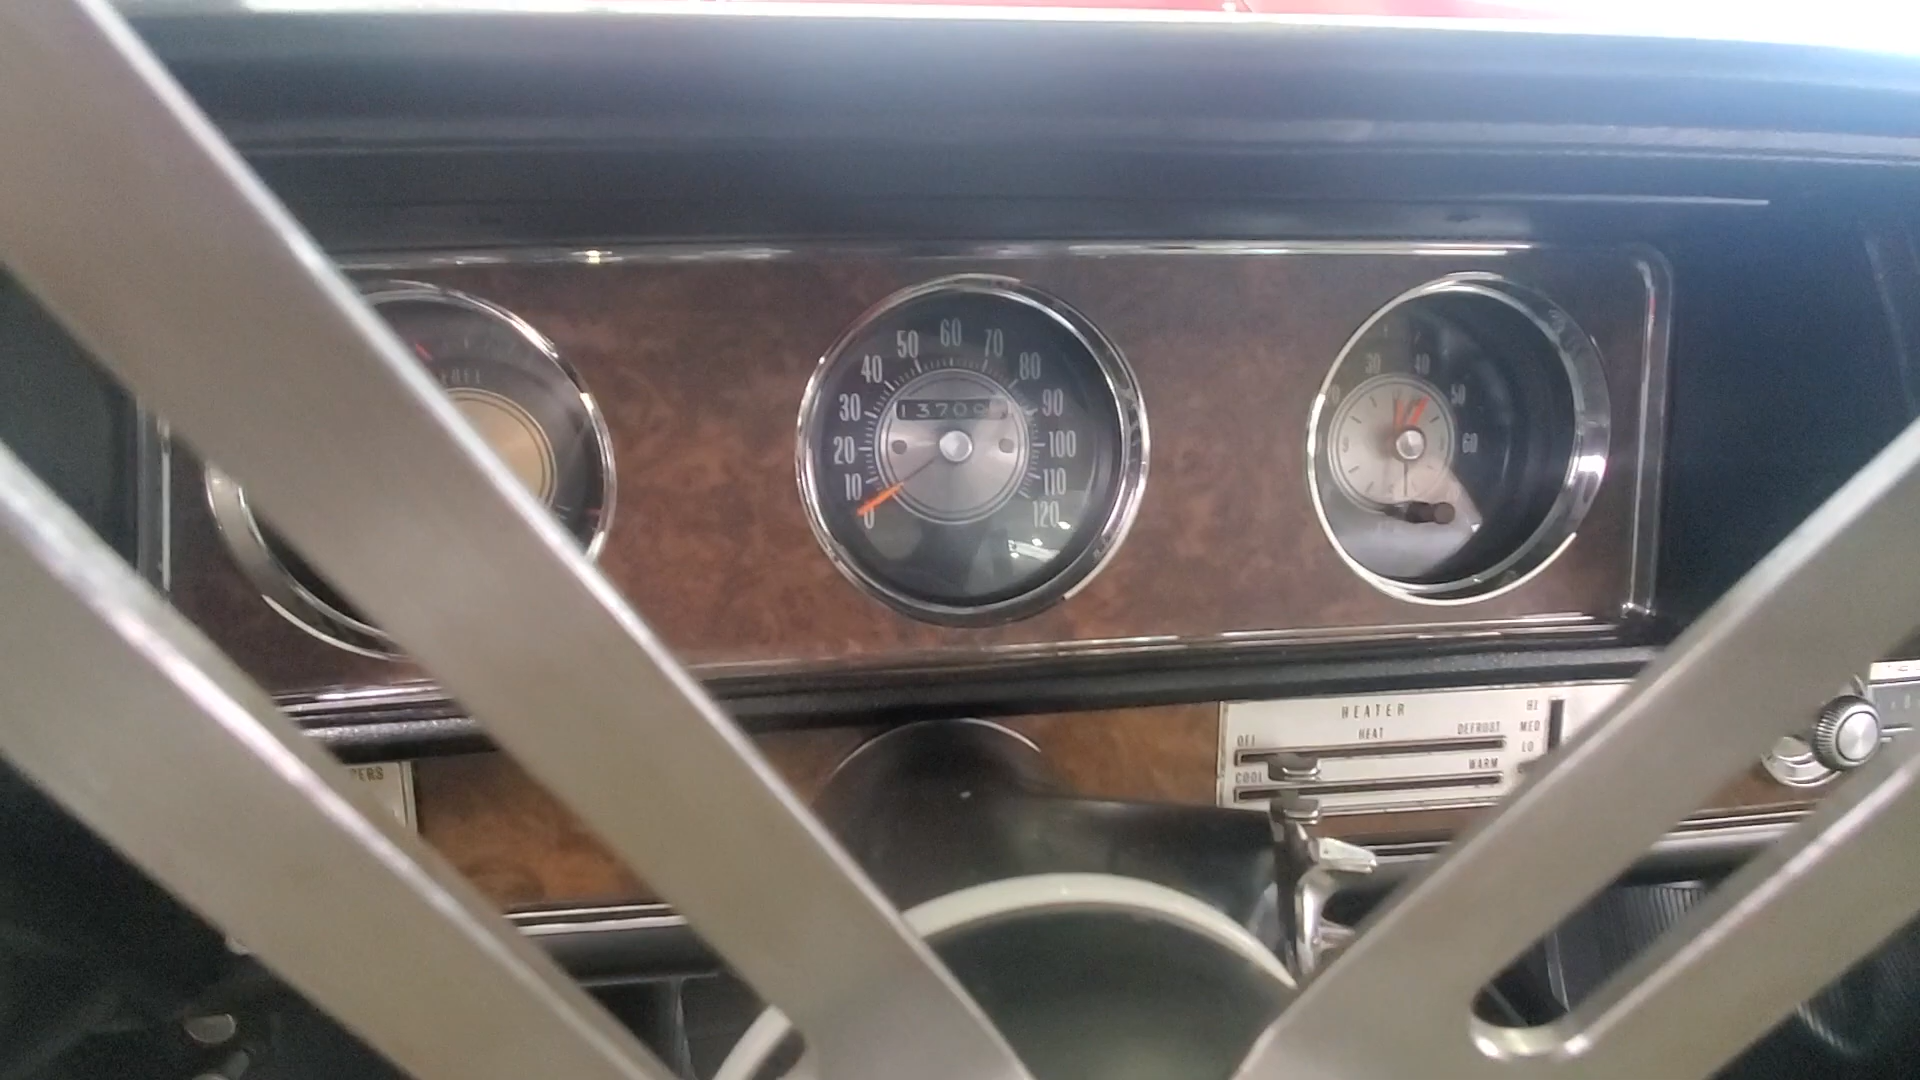 FUEL
0 10 20 30 40 50 60 70 80 90 100 110 120
1370
30 40 50 60
HEATER
OFF HEAT DEFROST
COOL WARM
HI
MED
LO